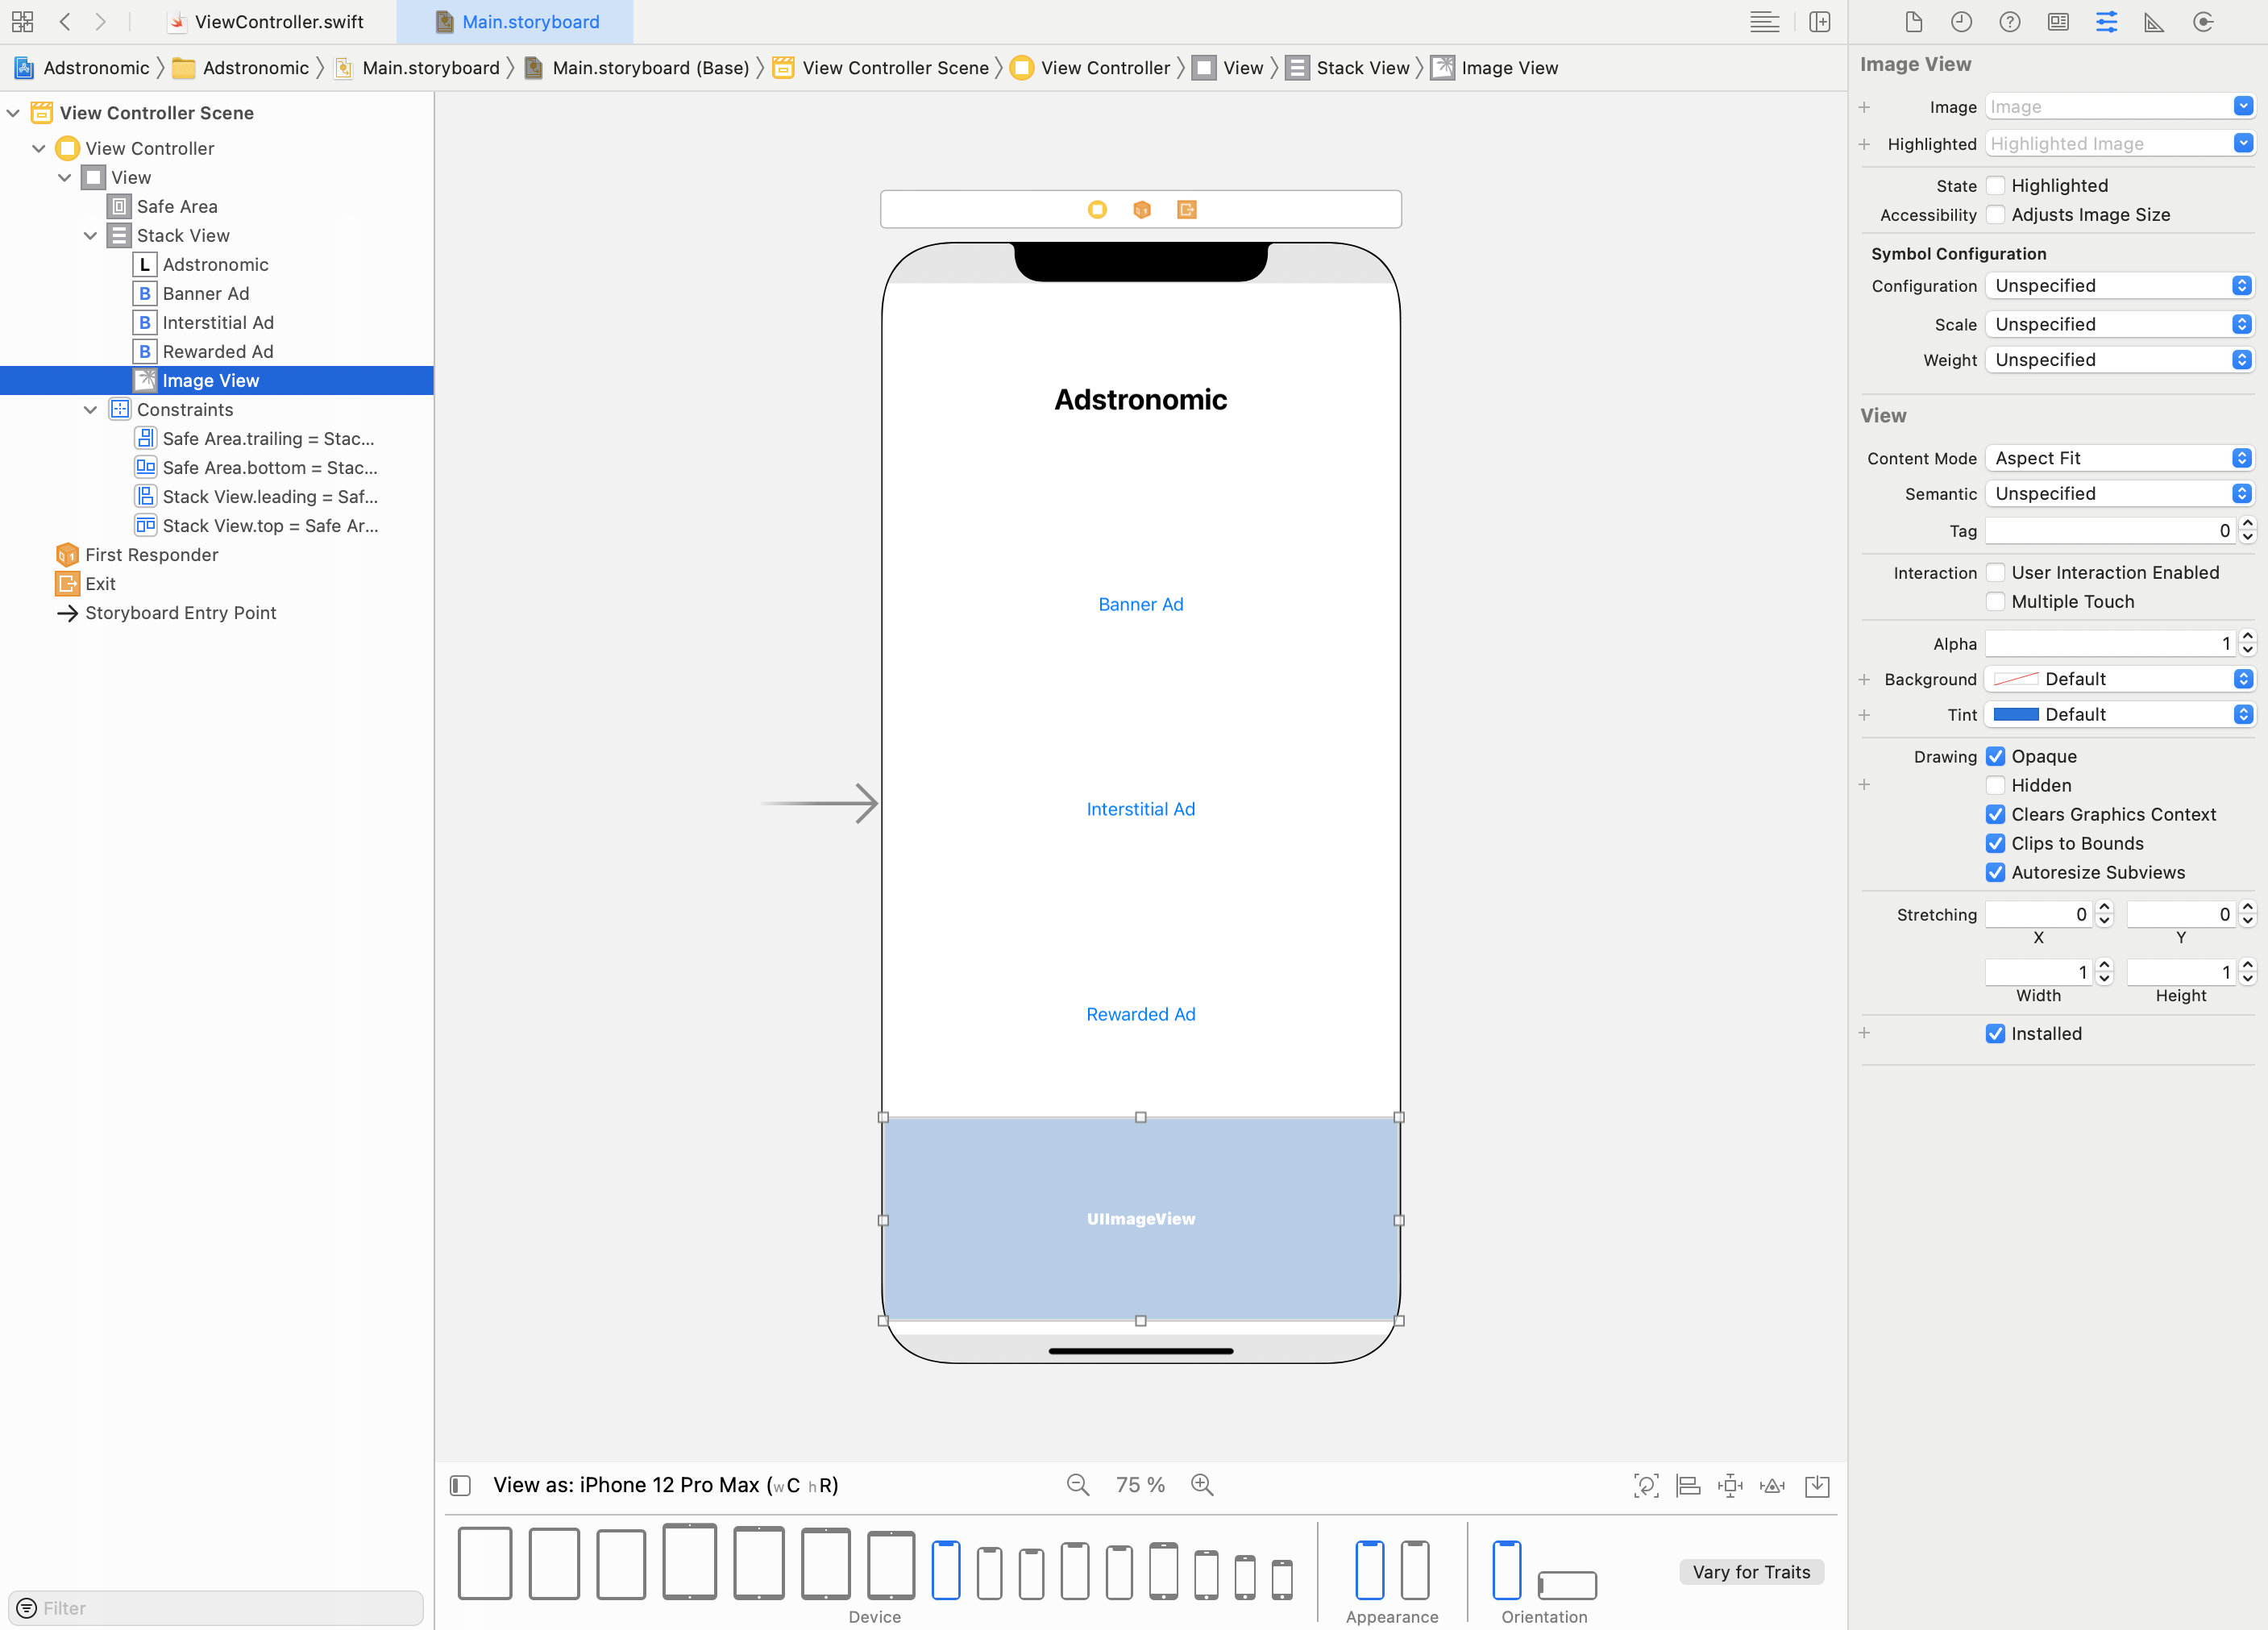 ViewController.swift
Main.storyboard
Adstronomic
Adstronomic
Main.storyboard
Main.storyboard (Base)
View Controller Scene
View Controller
View
Stack View
Image View
View Controller Scene
View Controller
View
Safe Area
Stack View
L Adstronomic
B Banner Ad
B Interstitial Ad
B Rewarded Ad
Image View
Constraints
Safe Area.trailing = Stac...
Safe Area.bottom = Stac...
Stack View.leading = Saf...
Stack View.top = Safe Ar...
First Responder
Exit
Storyboard Entry Point
Filter
Adstronomic
Banner Ad
Interstitial Ad
Rewarded Ad
UIImageView
View as: iPhone 12 Pro Max (wC hR)
75 %
Device
Appearance
Orientation
Vary for Traits
Image View
Image Image
Highlighted Highlighted Image
State Highlighted
Accessibility Adjusts Image Size
Symbol Configuration
Configuration Unspecified
Scale Unspecified
Weight Unspecified
View
Content Mode Aspect Fit
Semantic Unspecified
Tag 0
Interaction User Interaction Enabled
Multiple Touch
Alpha 1
Background Default
Tint Default
Drawing Opaque
Hidden
Clears Graphics Context
Clips to Bounds
Autoresize Subviews
Stretching 0 0
X Y
1 1
Width Height
Installed